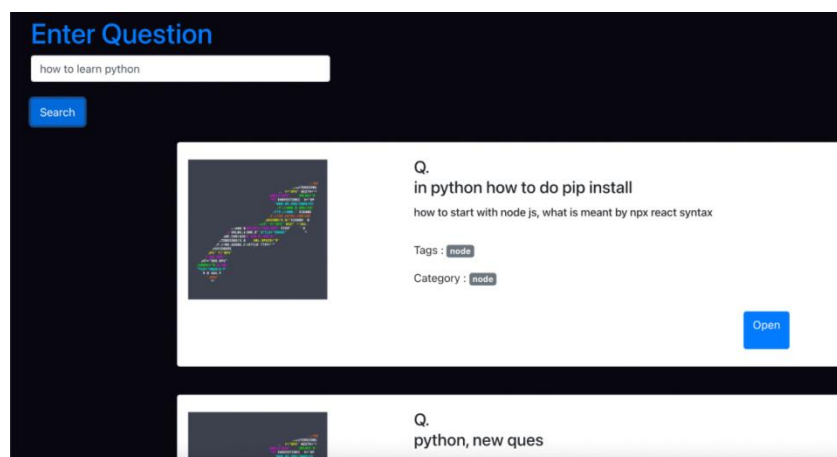 Enter Question
how to learn python
Search
Q.
in python how to do pip install
how to start with node js, what is meant by npx react syntax
Tags : node
Category : node
Open
Q.
python, new ques